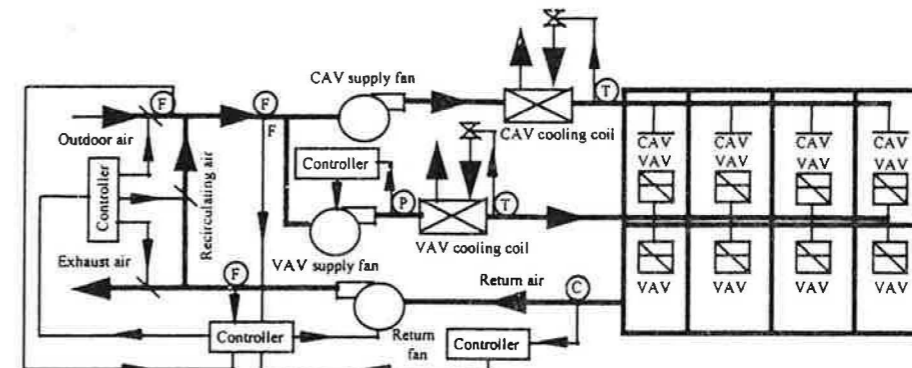 CAV supply fan
T
F
F
F
Outdoor air
CAV cooling coil
CAV CAV CAV CAV
VAV VAV VAV VAV
Controller
Controller
Recirculating air
P
T
VAV cooling coil
Exhaust air
VAV supply fan
F
Return air
C
VAV VAV VAV VAV
Controller
Return
fan
Controller